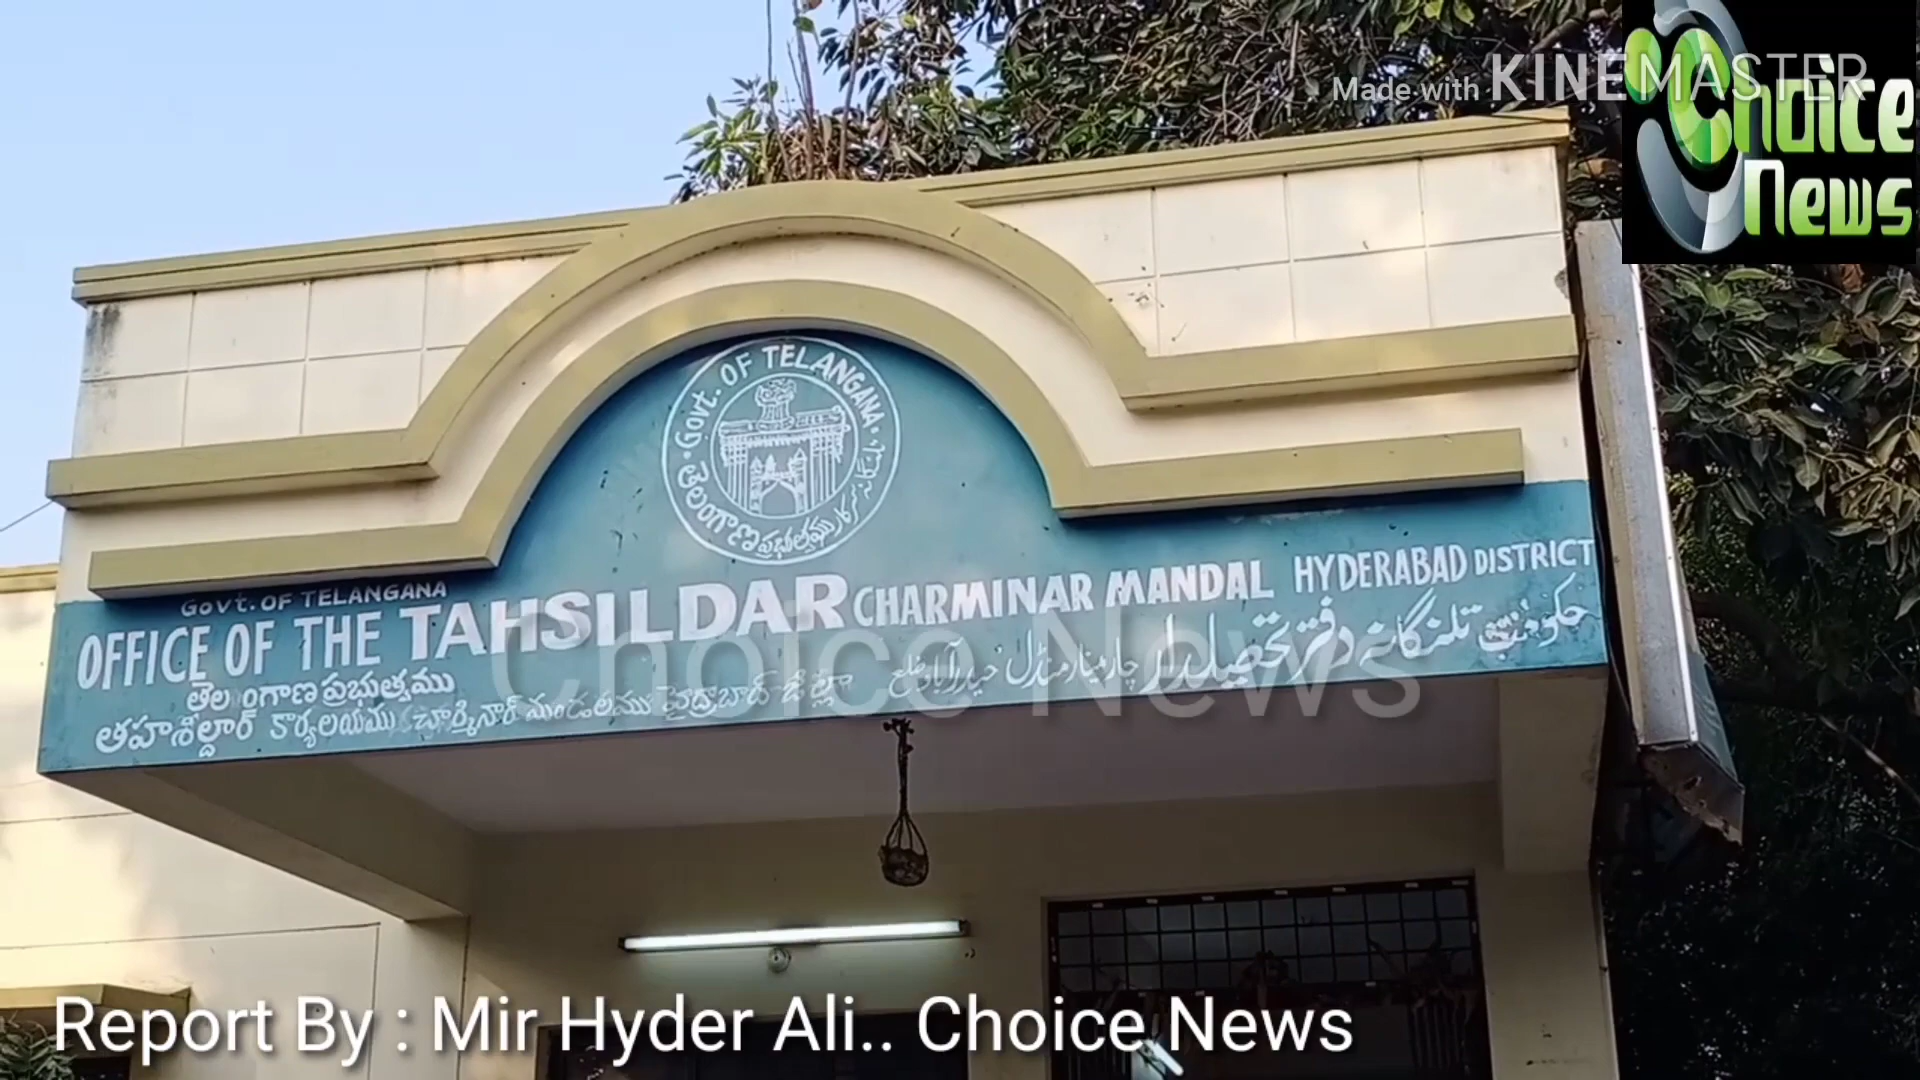 Made with KINEMASTER
Choice
News
Govt. OF TELANGANA
తెలంగాణ ప్రభుత్వము
GOVT. OF TELANGANA
OFFICE OF THE TAHSILDAR CHARMINAR MANDAL HYDERABAD DISTRICT
حکومت تلنگانہ دفتر تحصیلدار چارمینار منڈل حیدرآباد ضلع
తెలంగాణ ప్రభుత్వము
తహశిల్దార్ కార్యలయము చార్మినార్ మండలము హైద్రాబాద్ జిల్లా
Choice News
Report By : Mir Hyder Ali.. Choice News